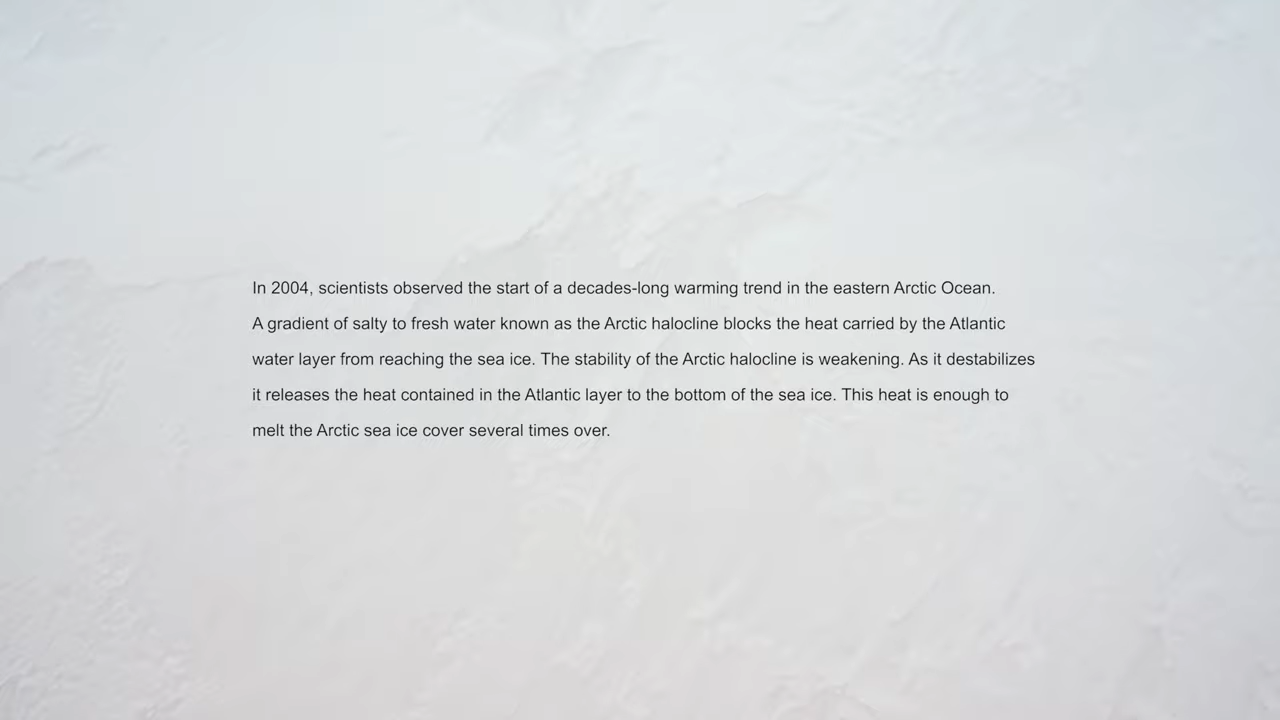 In 2004, scientists observed the start of a decades-long warming trend in the eastern Arctic Ocean.
A gradient of salty to fresh water known as the Arctic halocline blocks the heat carried by the Atlantic
water layer from reaching the sea ice. The stability of the Arctic halocline is weakening. As it destabilizes
it releases the heat contained in the Atlantic layer to the bottom of the sea ice. This heat is enough to
melt the Arctic sea ice cover several times over.